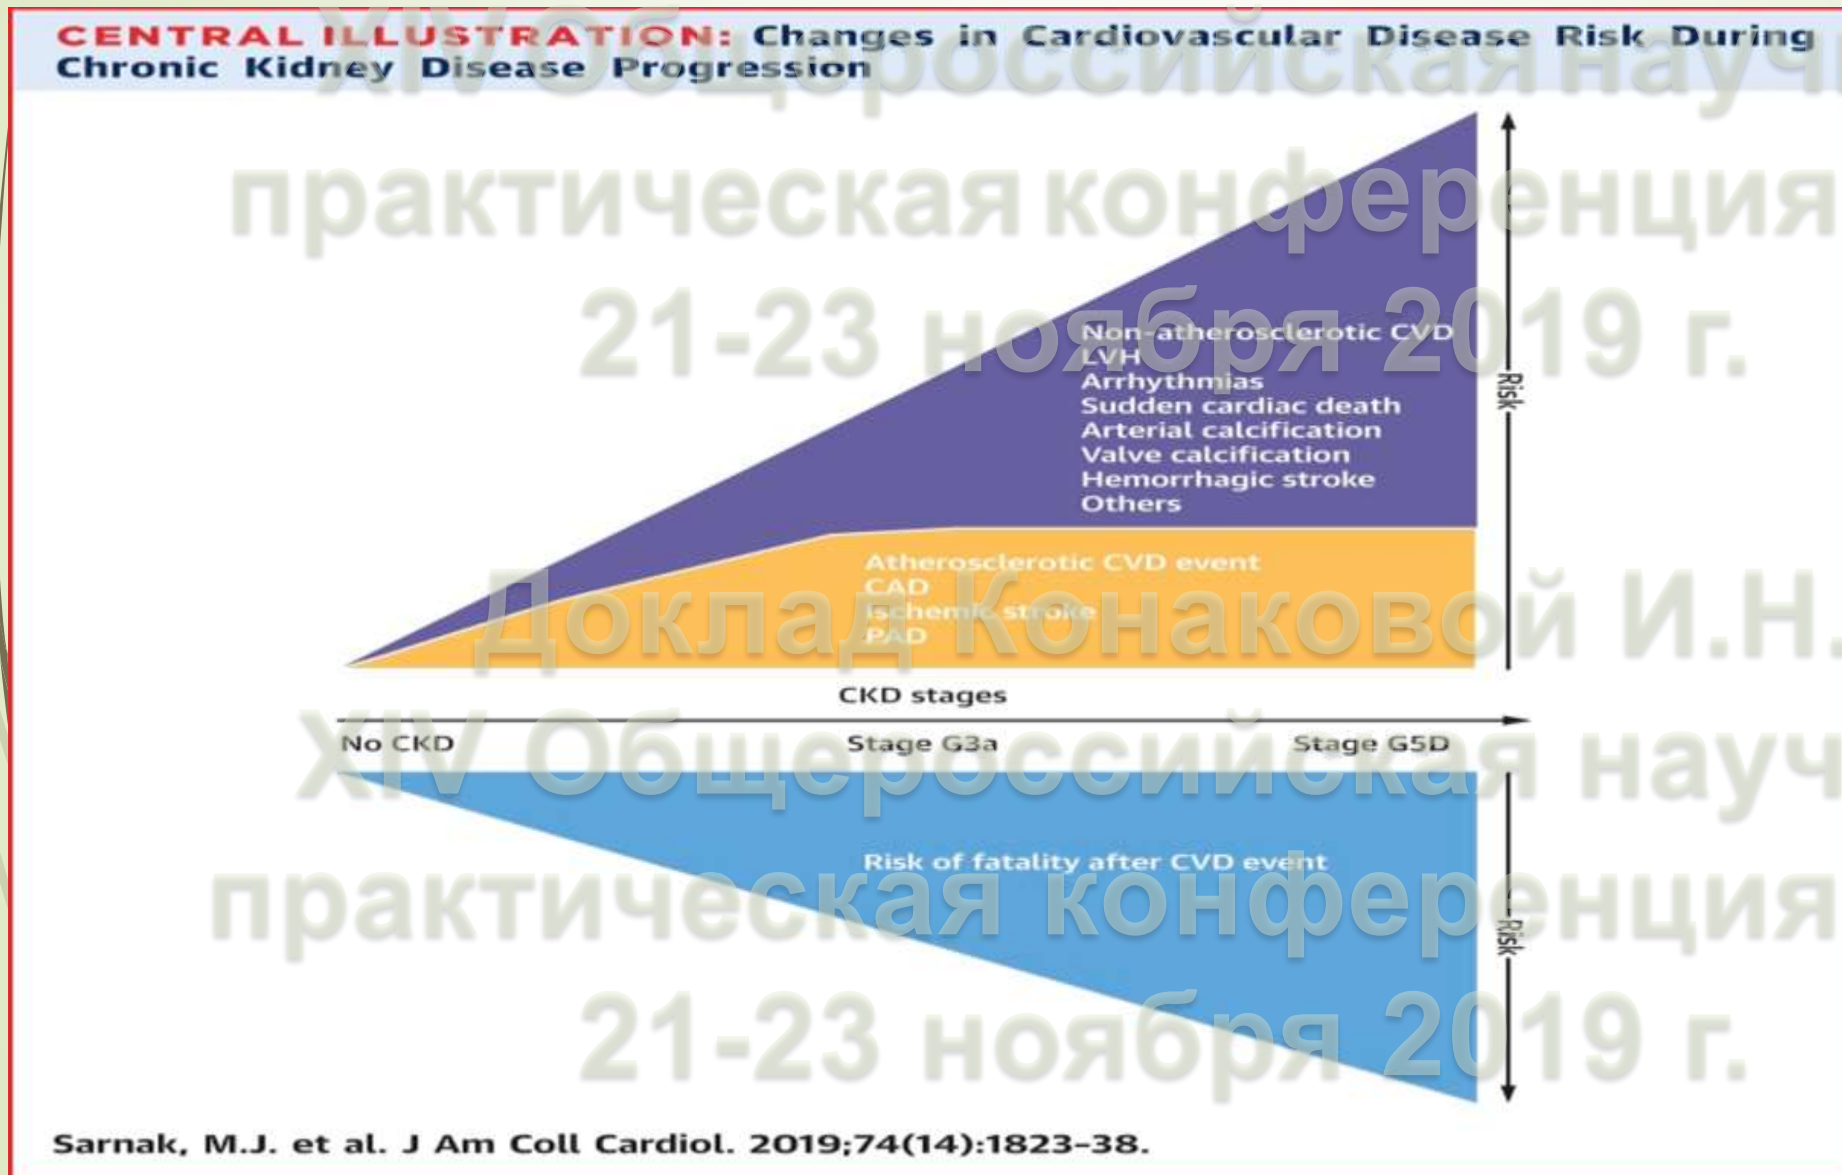 CENTRAL ILLUSTRATION: Changes in Cardiovascular Disease Risk During
Chronic Kidney Disease Progression
XIV Общероссийская научн
практическая конференция
21-23 ноября 2019 г.
Non-atherosclerotic CVD
LVH
Arrhythmias
Sudden cardiac death
Arterial calcification
Valve calcification
Hemorrhagic stroke
Others
Risk
Atherosclerotic CVD event
CAD
Ischemic stroke
PAD
Доклад Конаковой И.Н.
CKD stages
No CKD
Stage G3a
Stage G5D
XIV Общероссийская науч
практическая конференция
Risk of fatality after CVD event
Risk
21-23 ноября 2019 г.
Sarnak, M.J. et al. J Am Coll Cardiol. 2019;74(14):1823-38.